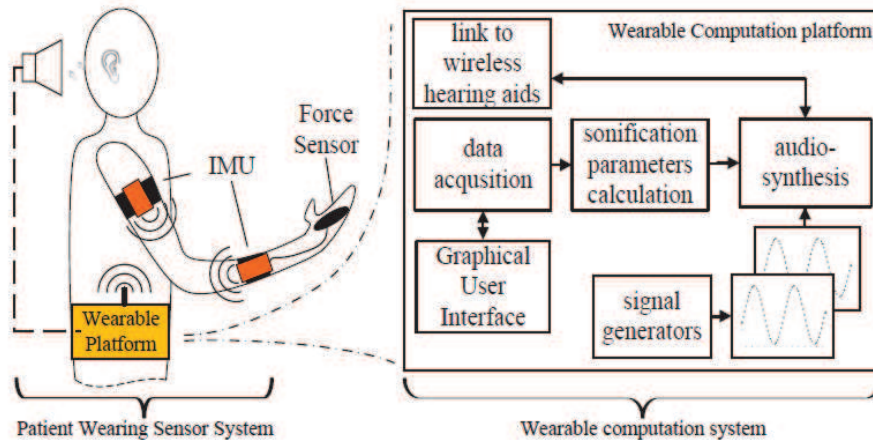 Force
Sensor
IMU
Wearable
Platform
Patient Wearing Sensor System
Wearable Computation platform
link to
wireless
hearing aids
data
acqusition
sonification
parameters
calculation
audio-
synthesis
Graphical
User
Interface
signal
generators
Wearable computation system